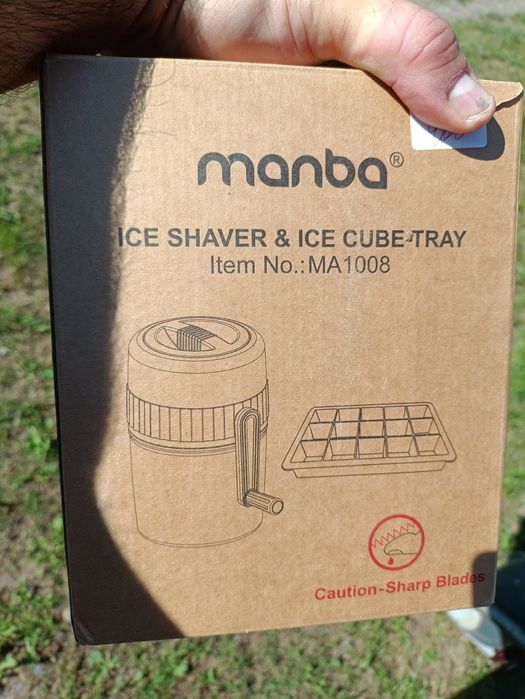 manba®
ICE SHAVER & ICE CUBE TRAY
Item No.:MA1008
Caution-Sharp Blades